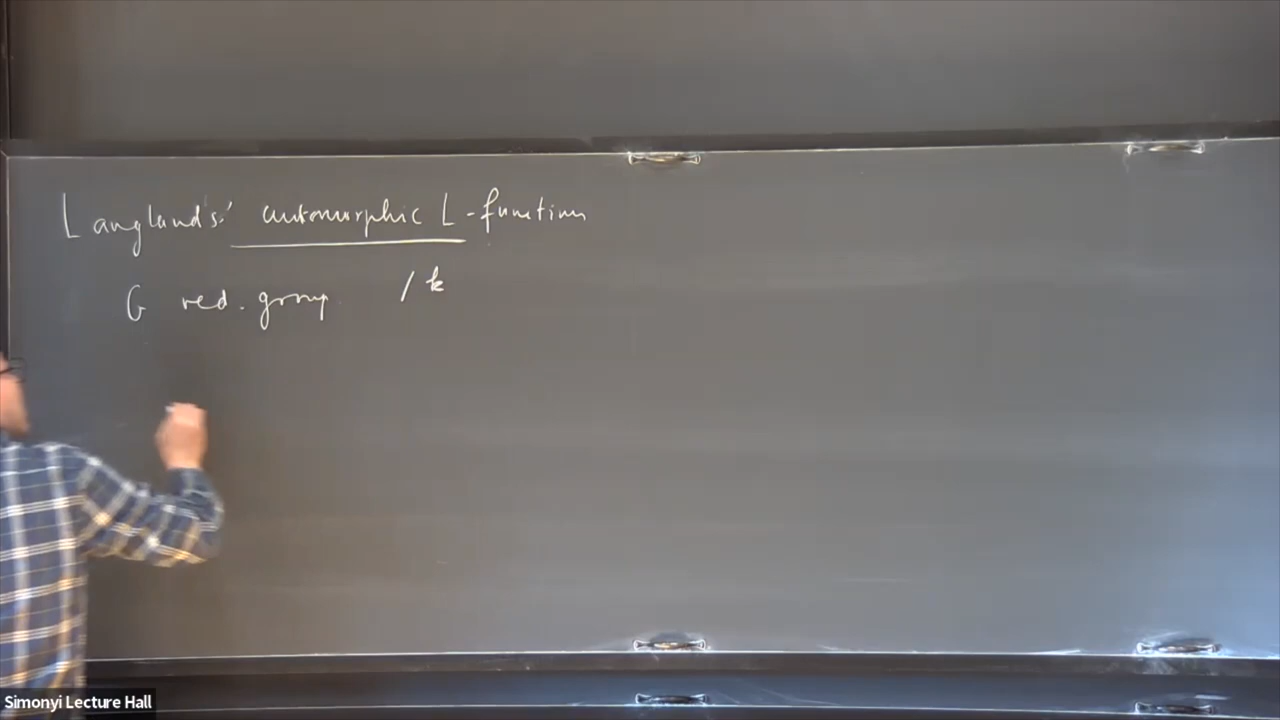 Langlands' automorphic L-function
G red. group / k
Simonyi Lecture Hall